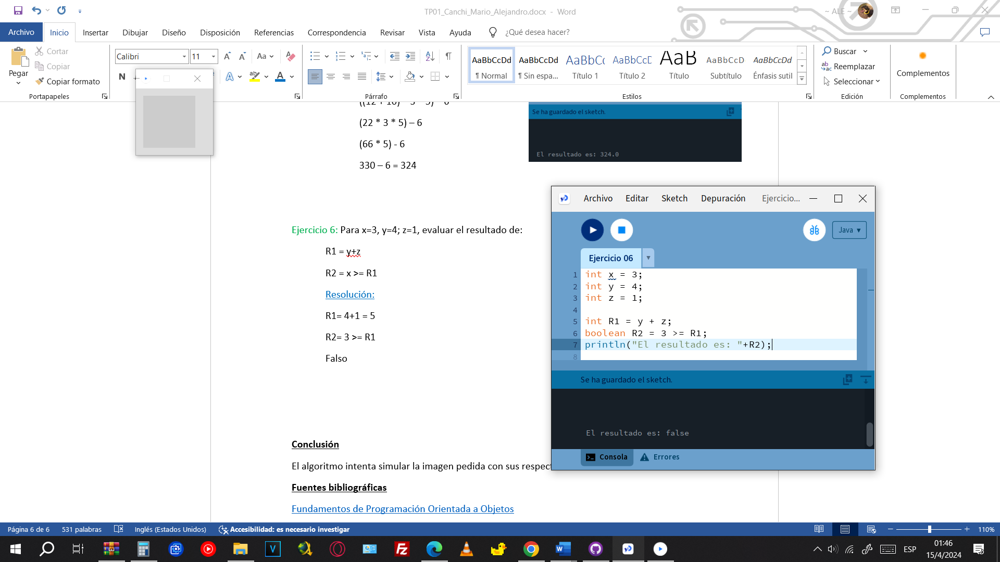 TP01_Canchi_Mario_Alejandro.docx - Word
~ ALE ~
Archivo Inicio Insertar Dibujar Diseño Disposición Referencias Correspondencia Revisar Vista Ayuda ¿Qué desea hacer?
Pegar
Cortar
Copiar
Copiar formato
Portapapeles
Calibri 11
Aa
N
Párrafo
AaBbCcDd AaBbCcDd AaBbCc AaBbCcD AaB AaBbCcD AaBbCcDd
¶ Normal ¶ Sin espa... Título 1 Título 2 Título Subtítulo Énfasis sutil
Estilos
Buscar
Reemplazar
Seleccionar
Edición
Complementos
Complementos
(22 * 3 * 5) – 6
(66 * 5) - 6
330 – 6 = 324
Se ha guardado el sketch.
El resultado es: 324.0
Ejercicio 6: Para x=3, y=4; z=1, evaluar el resultado de:
R1 = y+z
R2 = x >= R1
Resolución:
R1= 4+1 = 5
R2= 3 >= R1
Falso
Conclusión
El algoritmo intenta simular la imagen pedida con sus respect
Fuentes bibliográficas
Fundamentos de Programación Orientada a Objetos
Archivo Editar Sketch Depuración Ejercicio...
Java
Ejercicio 06
1 int x = 3;
2 int y = 4;
3 int z = 1;
4
5 int R1 = y + z;
6 boolean R2 = 3 >= R1;
7 println("El resultado es: "+R2);
8
Se ha guardado el sketch.
El resultado es: false
Consola Errores
Página 6 de 6 531 palabras Inglés (Estados Unidos) Accesibilidad: es necesario investigar 110%
ESP
01:46
15/4/2024